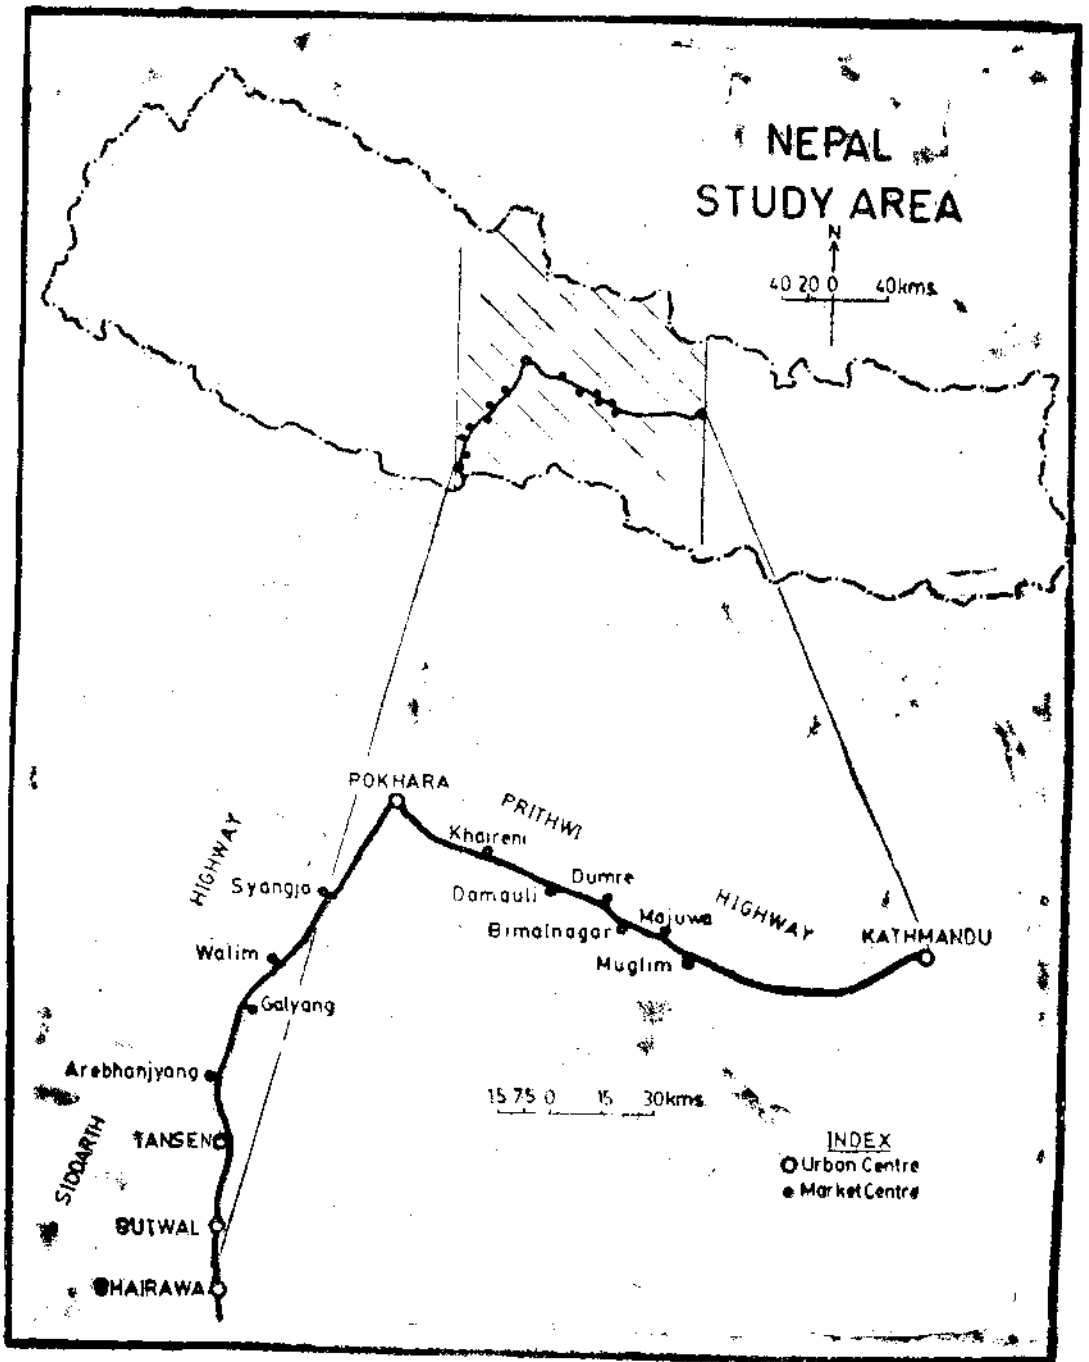 NEPAL
STUDY AREA
N
40 20 0 40kms.
POKHARA
PRITHWI
HIGHWAY
Khaireni
Syangja
Dumre
Damauli
HIGHWAY
Majuwa
Bimalnagar
KATHMANDU
Walim
Muglim
Galyang
Arebhanjyang
15 7.5 0 15 30kms.
SIDDARTH
TANSEN
INDEX
Urban Centre
Market Centre
BUTWAL
BHAIRAWA